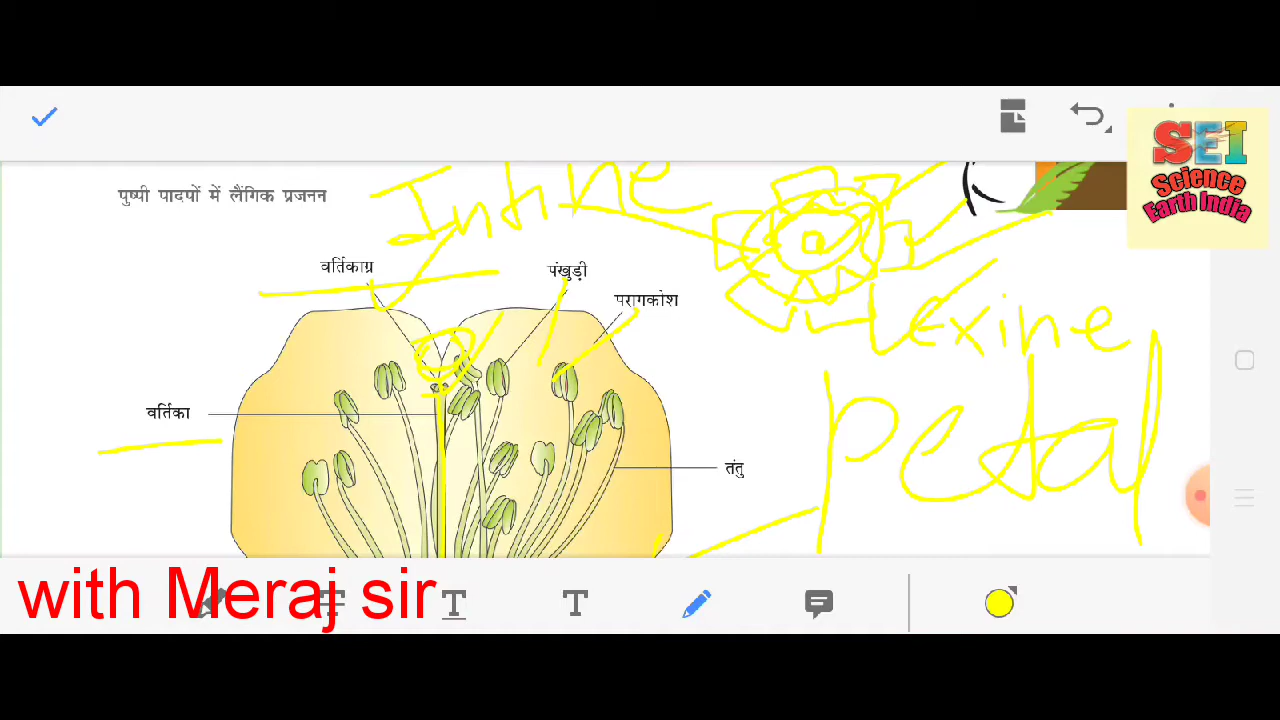 पुष्पी पादपों में लैंगिक प्रजनन
Intine
SEI
Science
Earth India
वर्तिकाग्र
पंखुड़ी
परागकोश
exine
वर्तिका
petal
तंतु
with Meraj sir
T
T
T